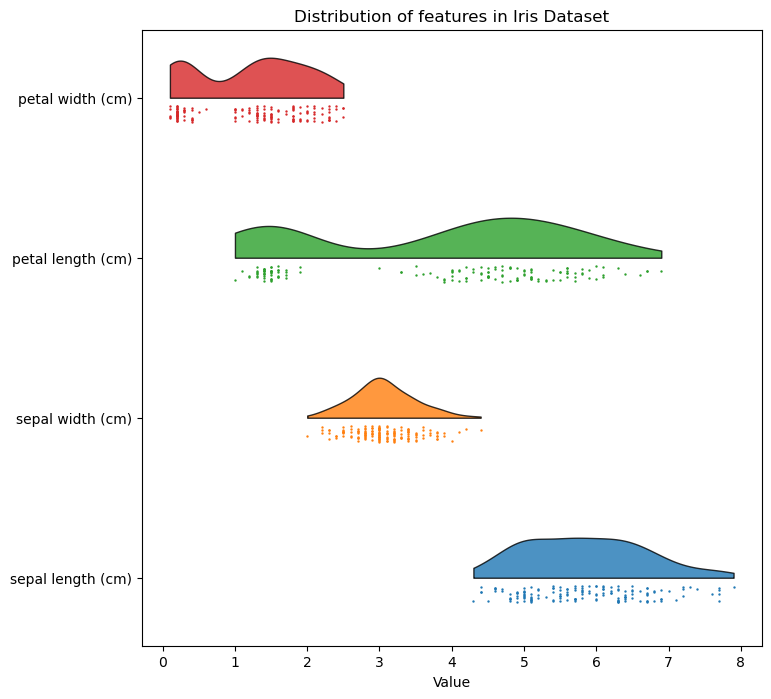 Distribution of features in Iris Dataset
petal width (cm)
petal length (cm)
sepal width (cm)
sepal length (cm)
0 1 2 3 4 5 6 7 8
Value